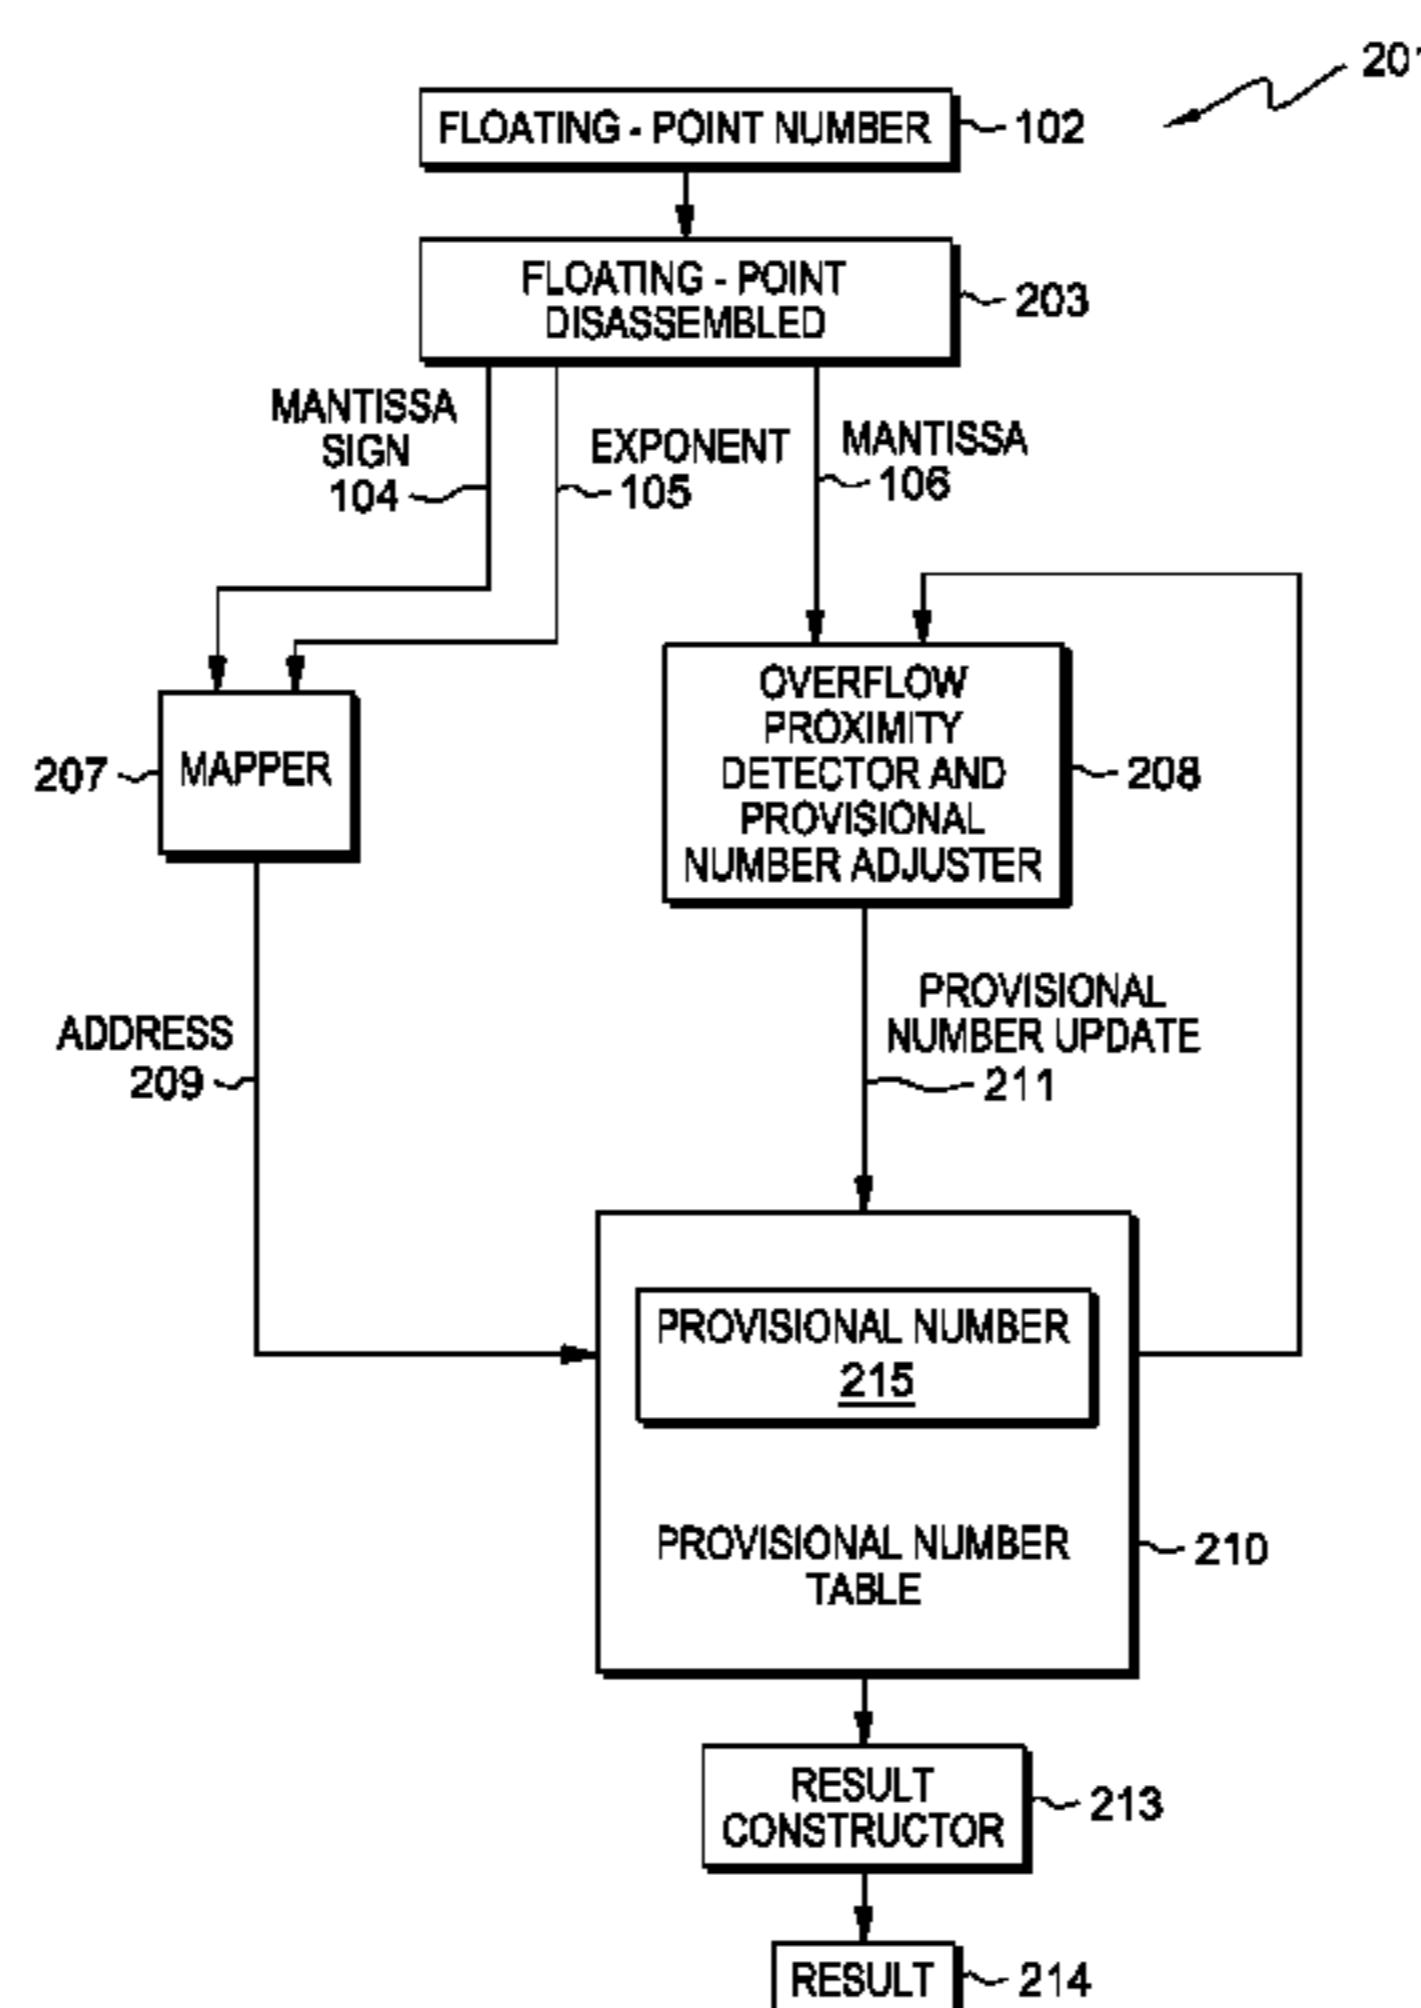 201
FLOATING - POINT NUMBER
102
FLOATING - POINT
DISASSEMBLED
203
MANTISSA
SIGN
104
EXPONENT
105
MANTISSA
106
MAPPER
207
OVERFLOW
PROXIMITY
DETECTOR AND
PROVISIONAL
NUMBER ADJUSTER
208
ADDRESS
209
PROVISIONAL
NUMBER UPDATE
211
PROVISIONAL NUMBER
215
PROVISIONAL NUMBER
TABLE
210
RESULT
CONSTRUCTOR
213
RESULT
214